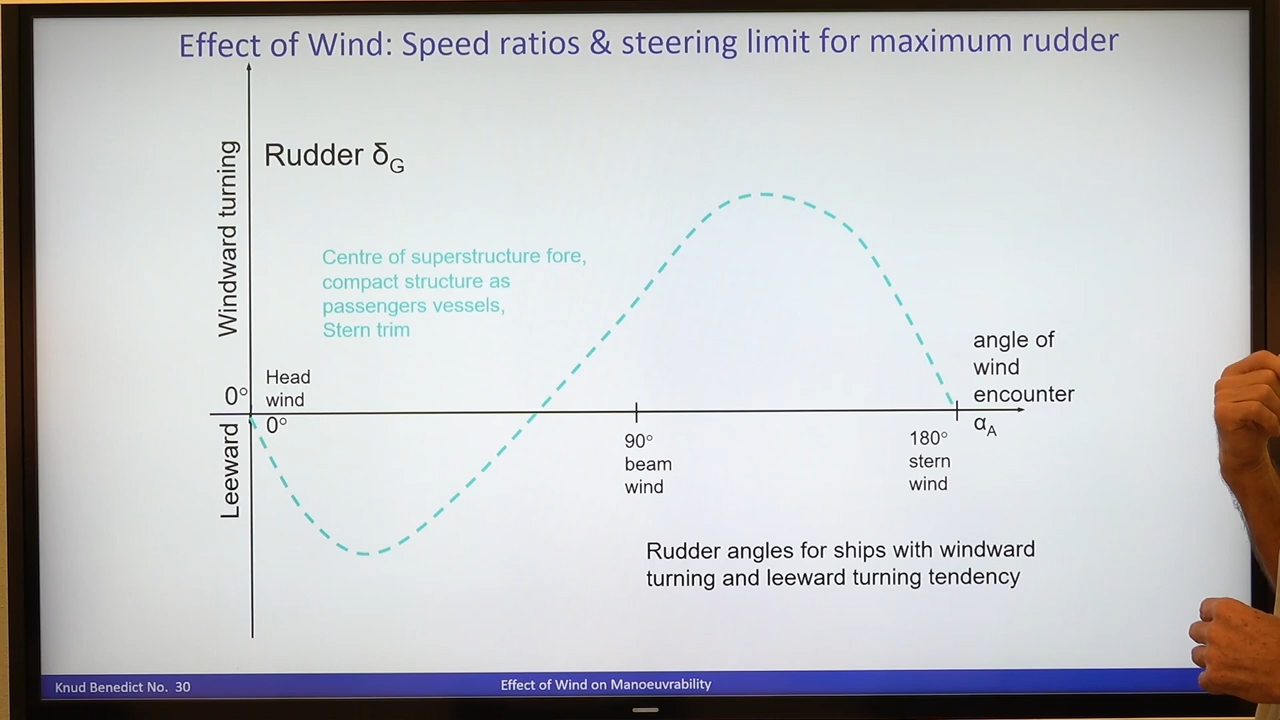 Effect of Wind: Speed ratios & steering limit for maximum rudder
Windward turning
Rudder δG
Centre of superstructure fore,
compact structure as
passengers vessels,
Stern trim
Head
wind
0°
0°
Leeward
90°
beam
wind
180°
stern
wind
angle of
wind
encounter
αA
Rudder angles for ships with windward
turning and leeward turning tendency
Knud Benedict No. 30
Effect of Wind on Manoeuvrability